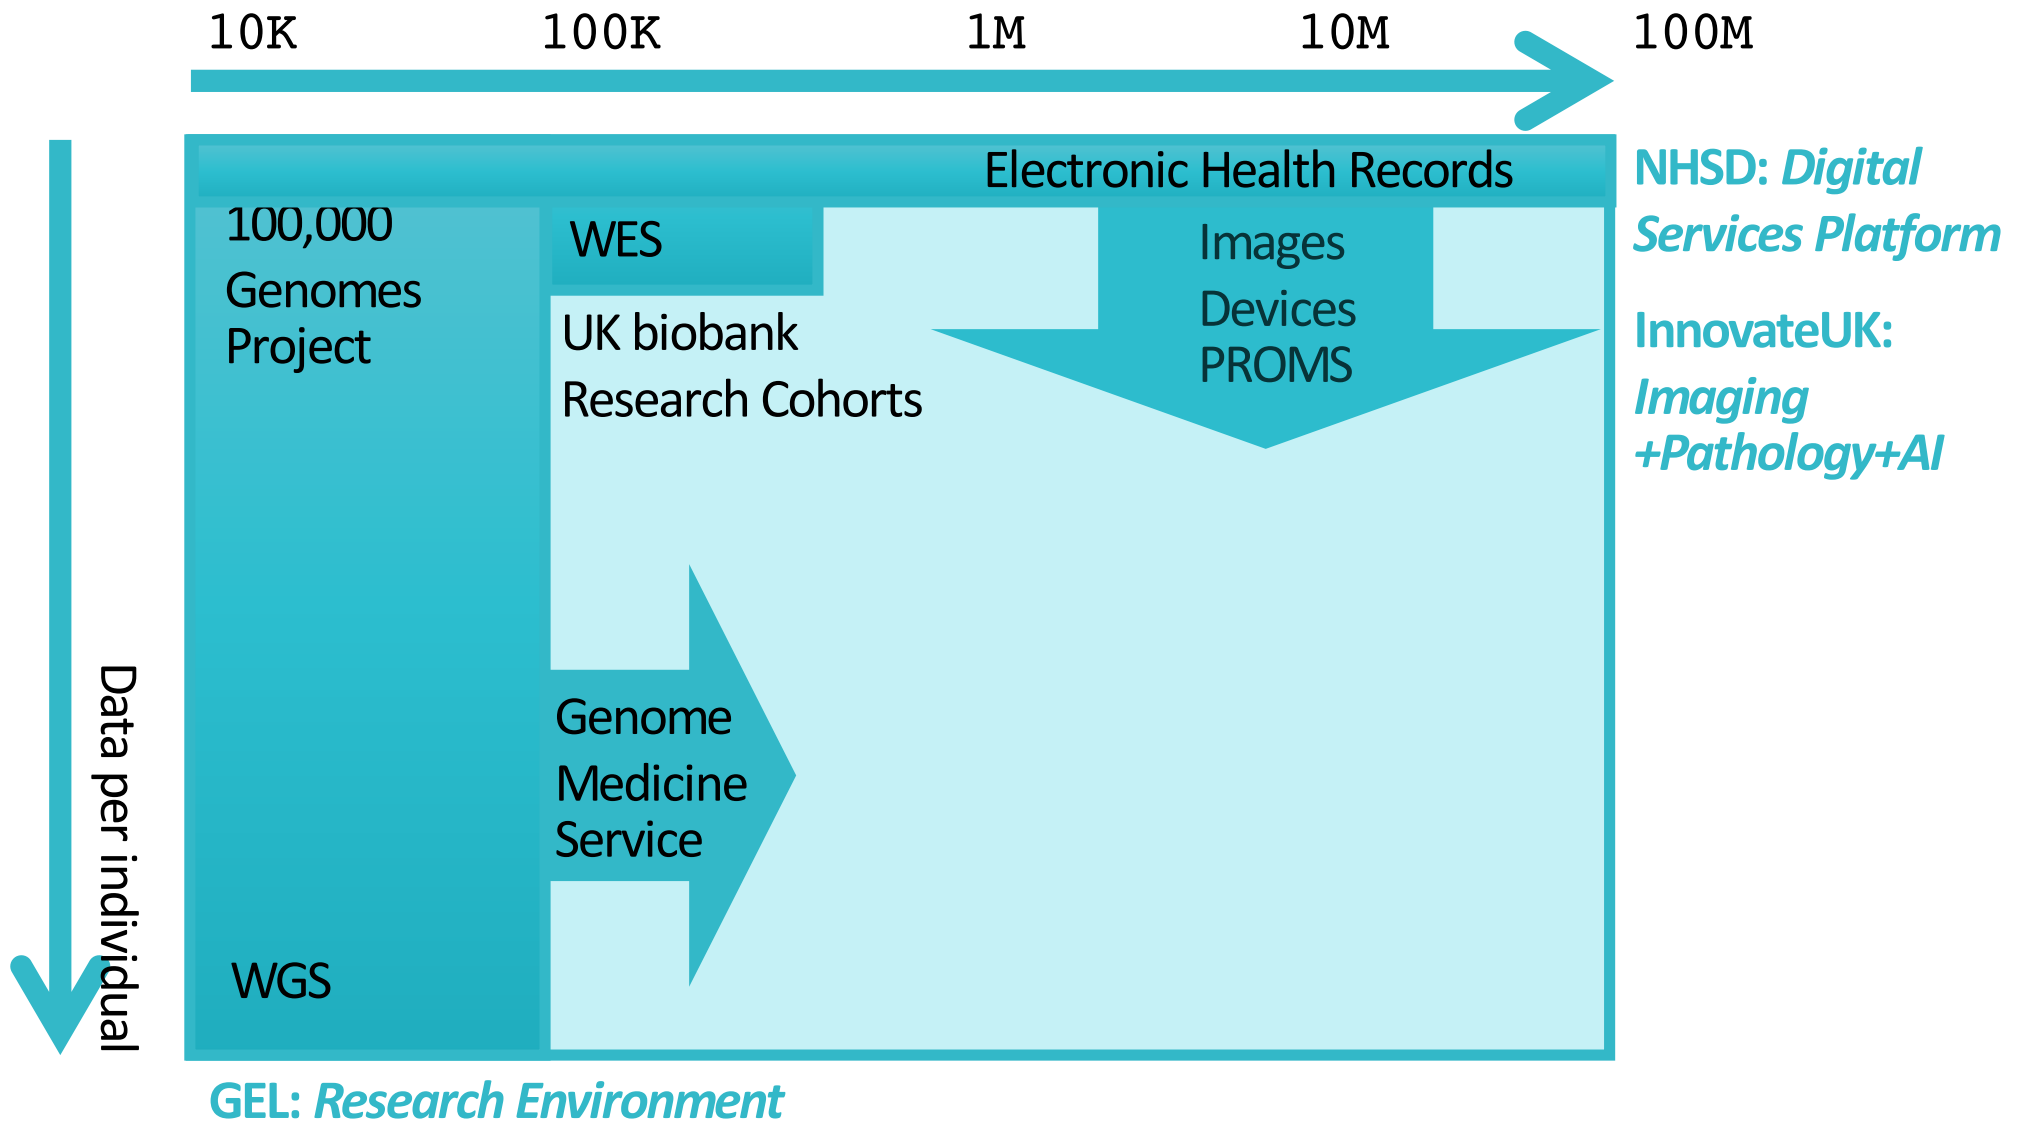 10K 100K 1M 10M 100M
Electronic Health Records
NHSD: Digital
Services Platform
100,000
Genomes
Project
WES
UK biobank
Research Cohorts
Images
Devices
PROMS
InnovateUK:
Imaging
+Pathology+AI
Genome
Medicine
Service
Data per individual
WGS
GEL: Research Environment